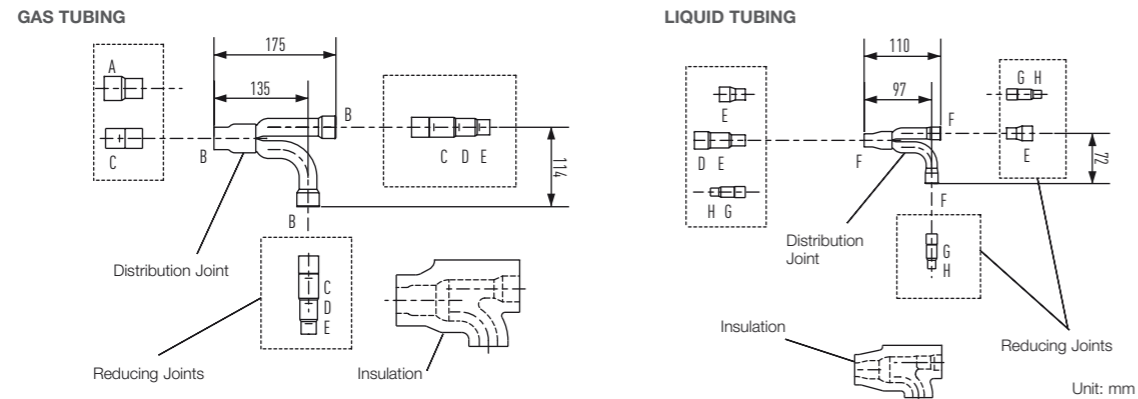 GAS TUBING
175
135
A
C
B
B
B
C D E
114
C
D
E
Distribution Joint
Reducing Joints
Insulation
LIQUID TUBING
110
97
E
D E
H G
F
F
F
G H
E
72
G
H
Distribution
Joint
Insulation
Reducing Joints
Unit: mm